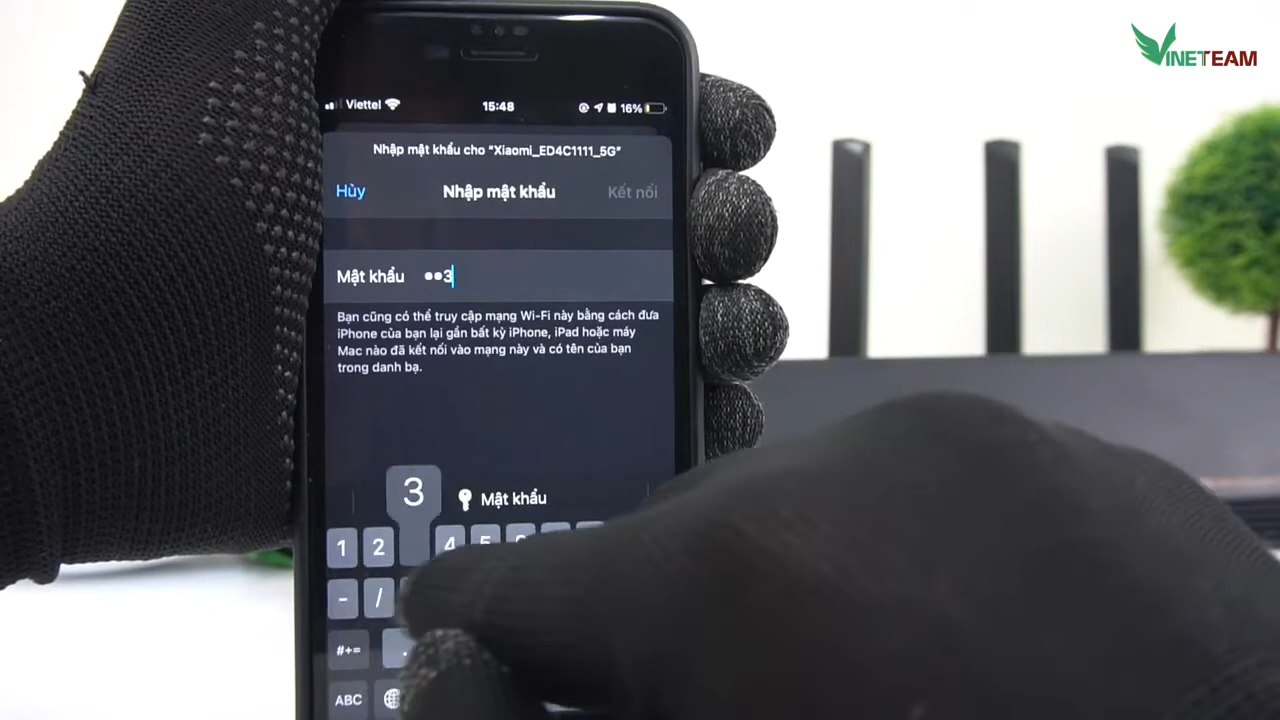 VINETEAM
Viettel 15:48 16%
Nhập mật khẩu cho “Xiaomi_ED4C1111_5G”
Hủy Nhập mật khẩu Kết nối
Mật khẩu ●●3
Bạn cũng có thể truy cập mạng Wi-Fi này bằng cách đưa
iPhone của bạn lại gần bất kỳ iPhone, iPad hoặc máy
Mac nào đã kết nối vào mạng này và có tên của bạn
trong danh bạ.
3 Mật khẩu
1 2 4 5
- /
#+= .
ABC